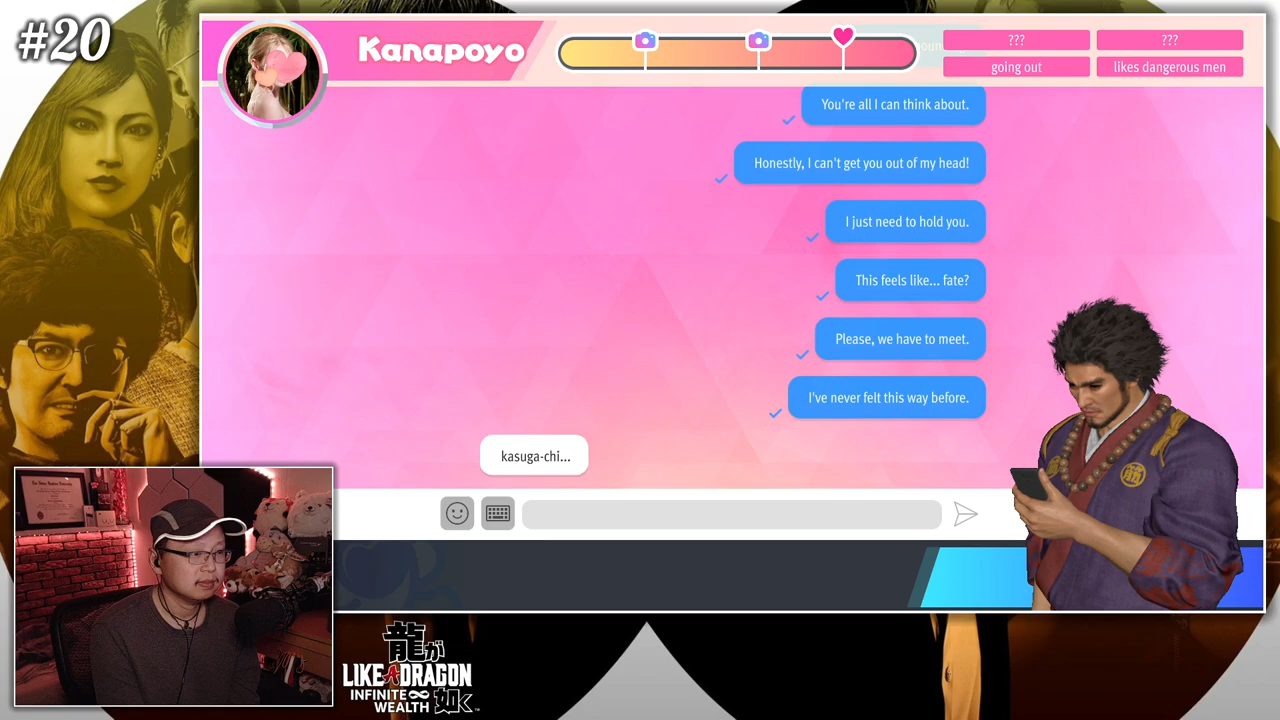 #20
Kanapoyo
???
???
going out
likes dangerous men
You're all I can think about.
Honestly, I can't get you out of my head!
I just need to hold you.
This feels like... fate?
Please, we have to meet.
I've never felt this way before.
kasuga-chi...
龍が
LIKE A DRAGON
INFINITE
WEALTH 如く